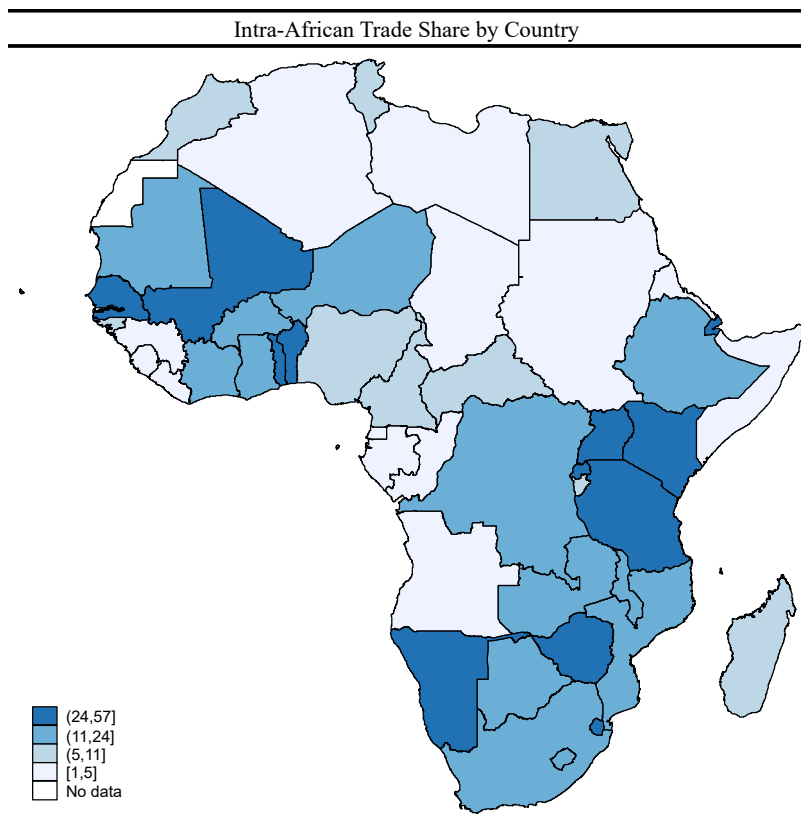 Intra-African Trade Share by Country
(24,57]
(11,24]
(5,11]
[1,5]
No data